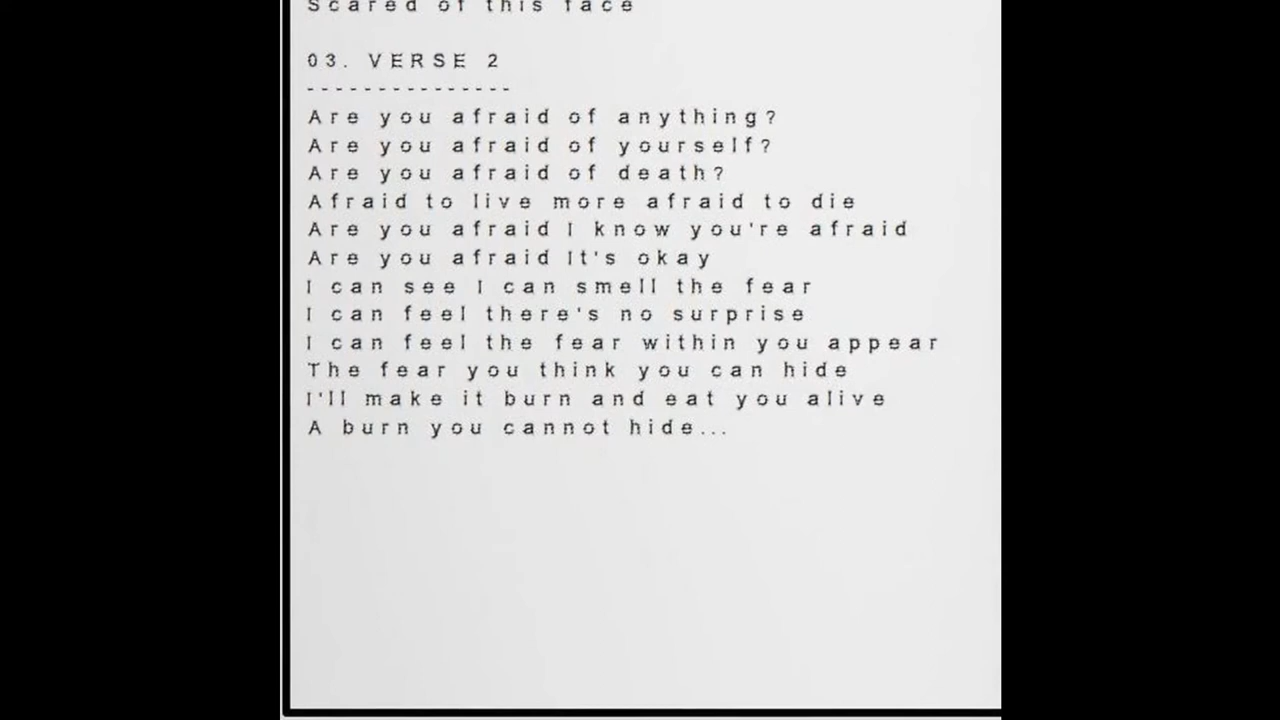 Scared of this face
03. VERSE 2
---------------
Are you afraid of anything?
Are you afraid of yourself?
Are you afraid of death?
Afraid to live more afraid to die
Are you afraid I know you're afraid
Are you afraid It's okay
I can see I can smell the fear
I can feel there's no surprise
I can feel the fear within you appear
The fear you think you can hide
I'll make it burn and eat you alive
A burn you cannot hide...